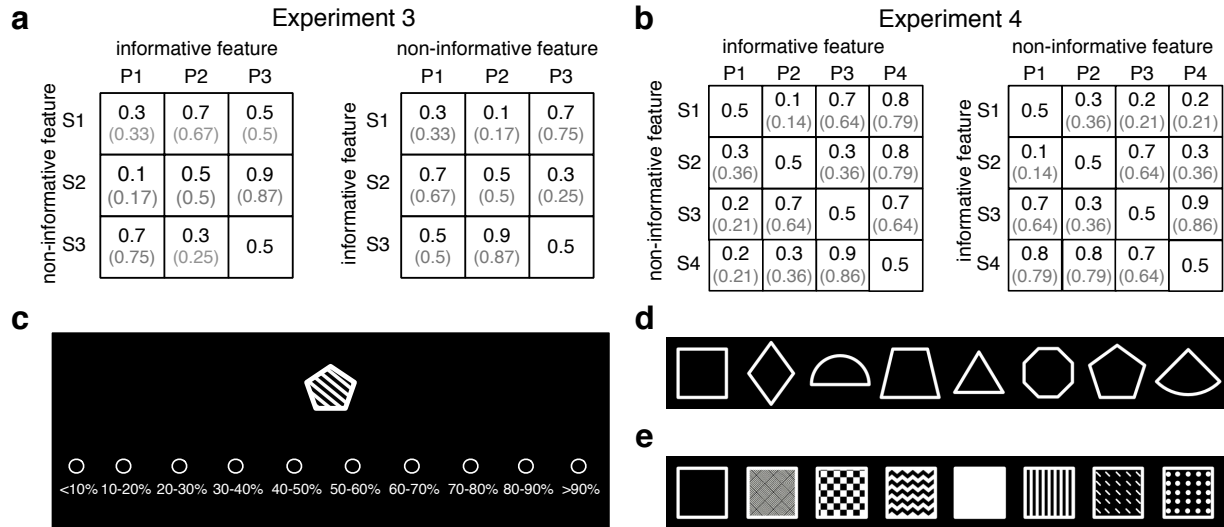 a
Experiment 3
informative feature
P1 P2 P3
non-informative feature
S1 0.3 0.7 0.5
(0.33) (0.67) (0.5)
S2 0.1 0.5 0.9
(0.17) (0.5) (0.87)
S3 0.7 0.3 0.5
(0.75) (0.25)
non-informative feature
P1 P2 P3
informative feature
S1 0.3 0.1 0.7
(0.33) (0.17) (0.75)
S2 0.7 0.5 0.3
(0.67) (0.5) (0.25)
S3 0.5 0.9 0.5
(0.5) (0.87)
b
Experiment 4
informative feature
P1 P2 P3 P4
non-informative feature
S1 0.5 0.1 0.7 0.8
(0.14) (0.64) (0.79)
S2 0.3 0.5 0.3 0.8
(0.36) (0.36) (0.79)
S3 0.2 0.7 0.5 0.7
(0.21) (0.64) (0.64)
S4 0.2 0.3 0.9 0.5
(0.21) (0.36) (0.86)
non-informative feature
P1 P2 P3 P4
informative feature
S1 0.5 0.3 0.2 0.2
(0.36) (0.21) (0.21)
S2 0.1 0.5 0.7 0.3
(0.14) (0.64) (0.36)
S3 0.7 0.3 0.5 0.9
(0.64) (0.36) (0.86)
S4 0.8 0.8 0.7 0.5
(0.79) (0.79) (0.64)
c
<10% 10-20% 20-30% 30-40% 40-50% 50-60% 60-70% 70-80% 80-90% >90%
d
e